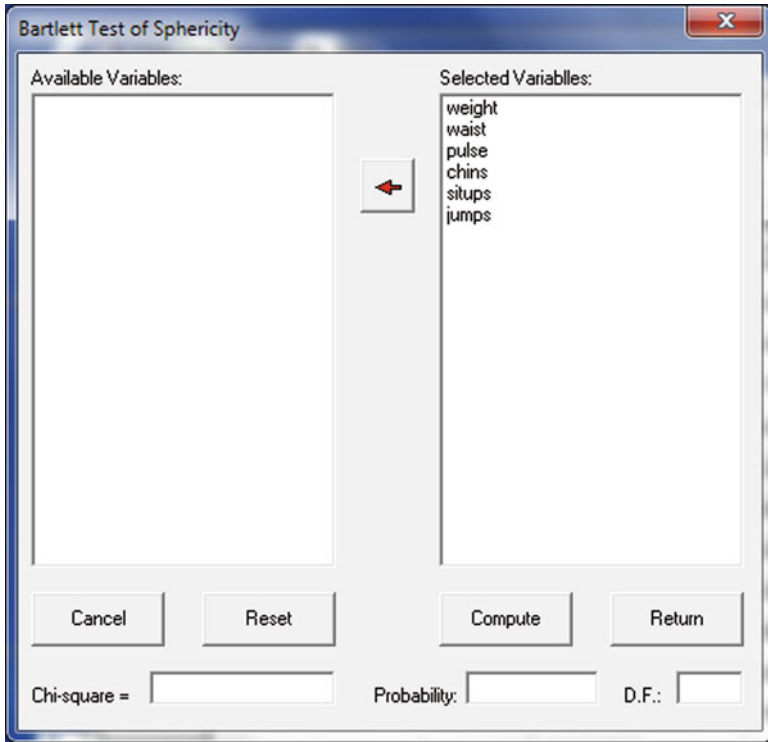 Bartlett Test of Sphericity
Available Variables:
Selected Variablles:
weight
waist
pulse
chins
situps
jumps
Cancel
Reset
Compute
Return
Chi-square =
Probability:
D.F.: